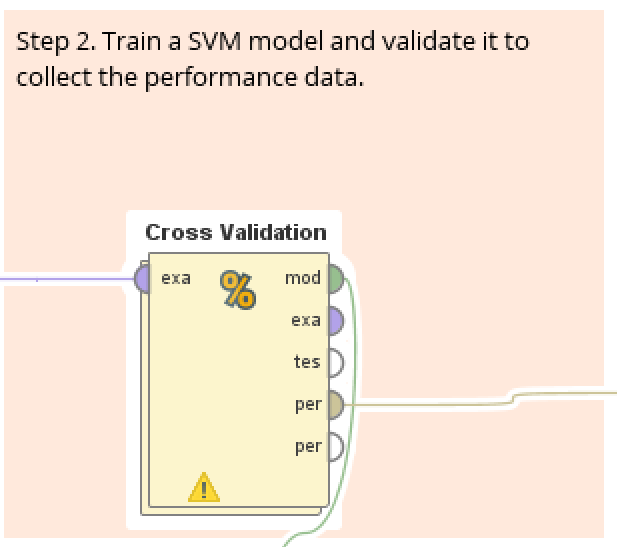 Step 2. Train a SVM model and validate it to
collect the performance data.
Cross Validation
exa % mod
exa
tes
per
per
!